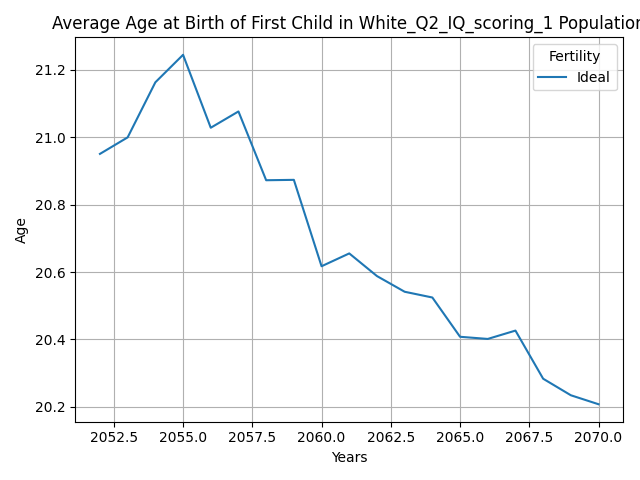 Average Age at Birth of First Child in White_Q2_IQ_scoring_1 Population
Fertility
Ideal
21.2
21.0
20.8
20.6
20.4
20.2
Age
2052.5 2055.0 2057.5 2060.0 2062.5 2065.0 2067.5 2070.0
Years